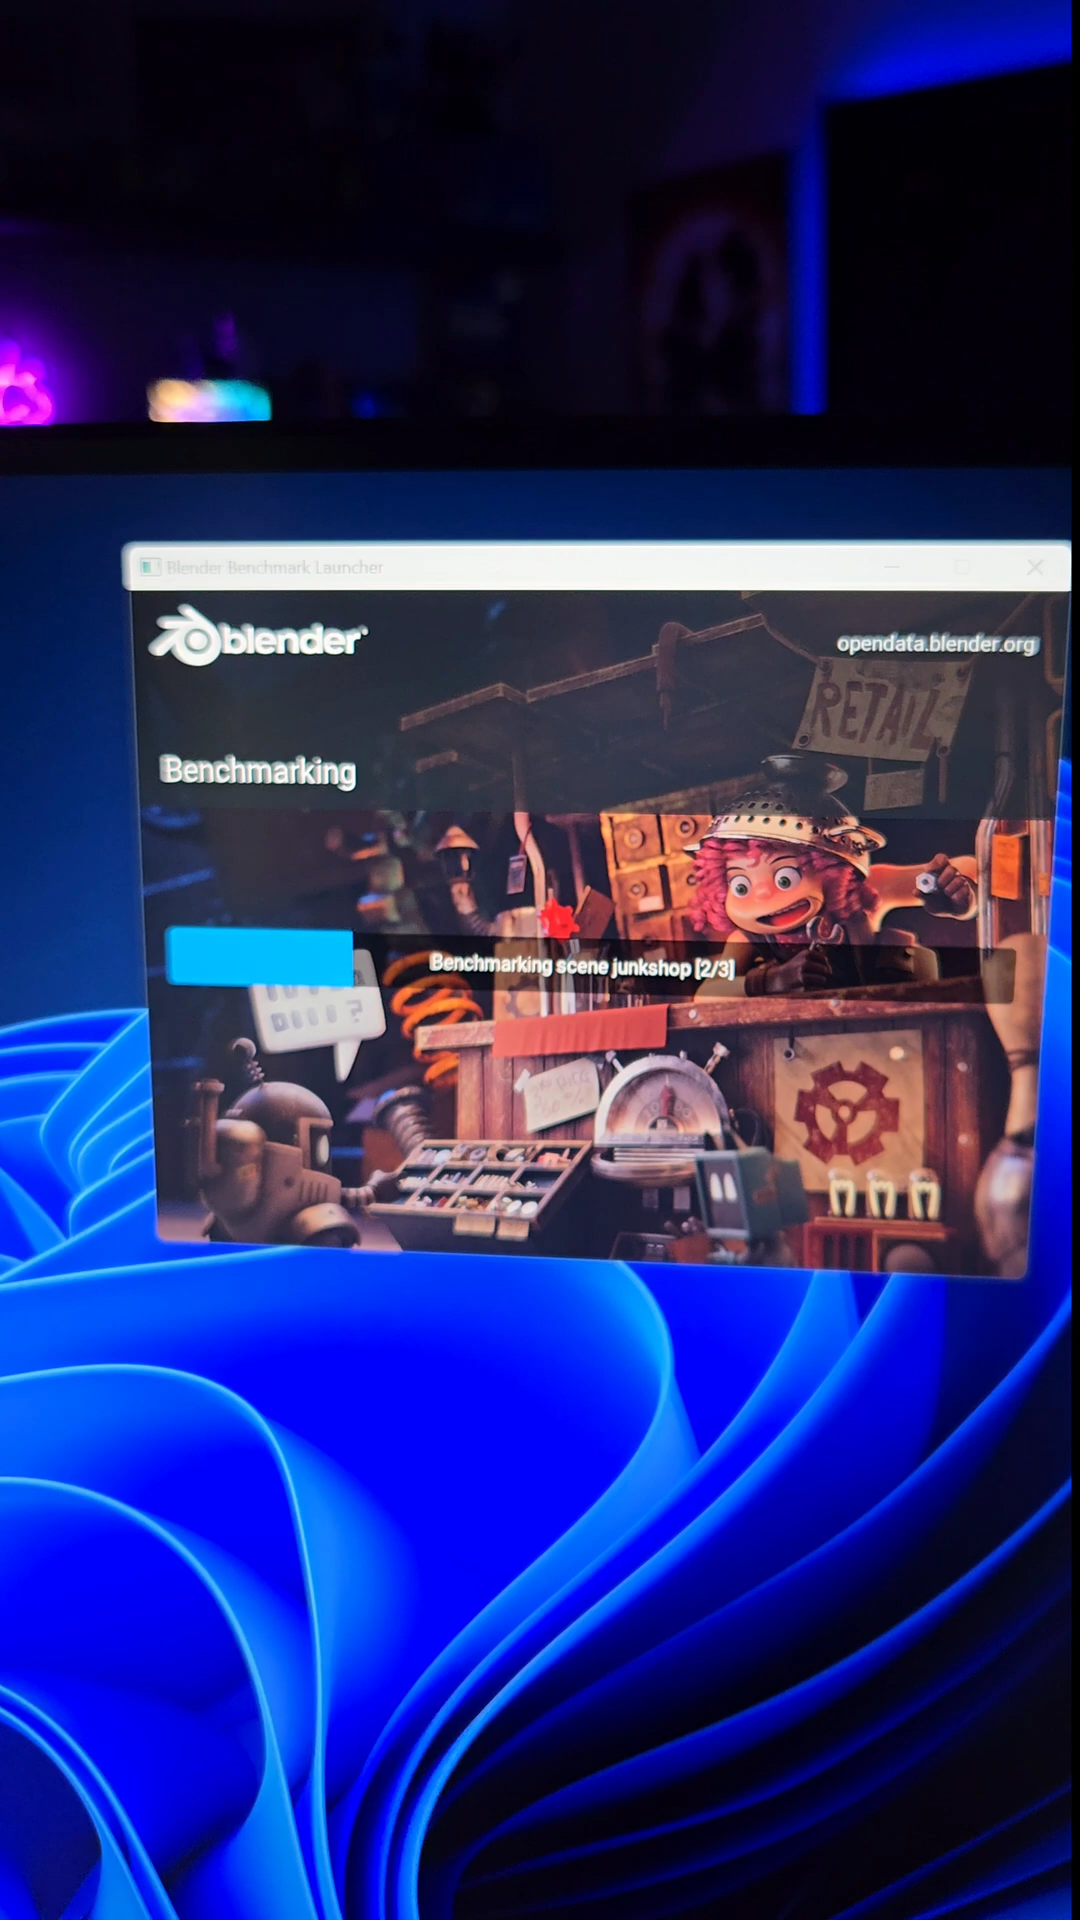 Blender Benchmark Launcher
blender
opendata.blender.org
RETAIL
Benchmarking
Benchmarking scene junkshop [2/3]